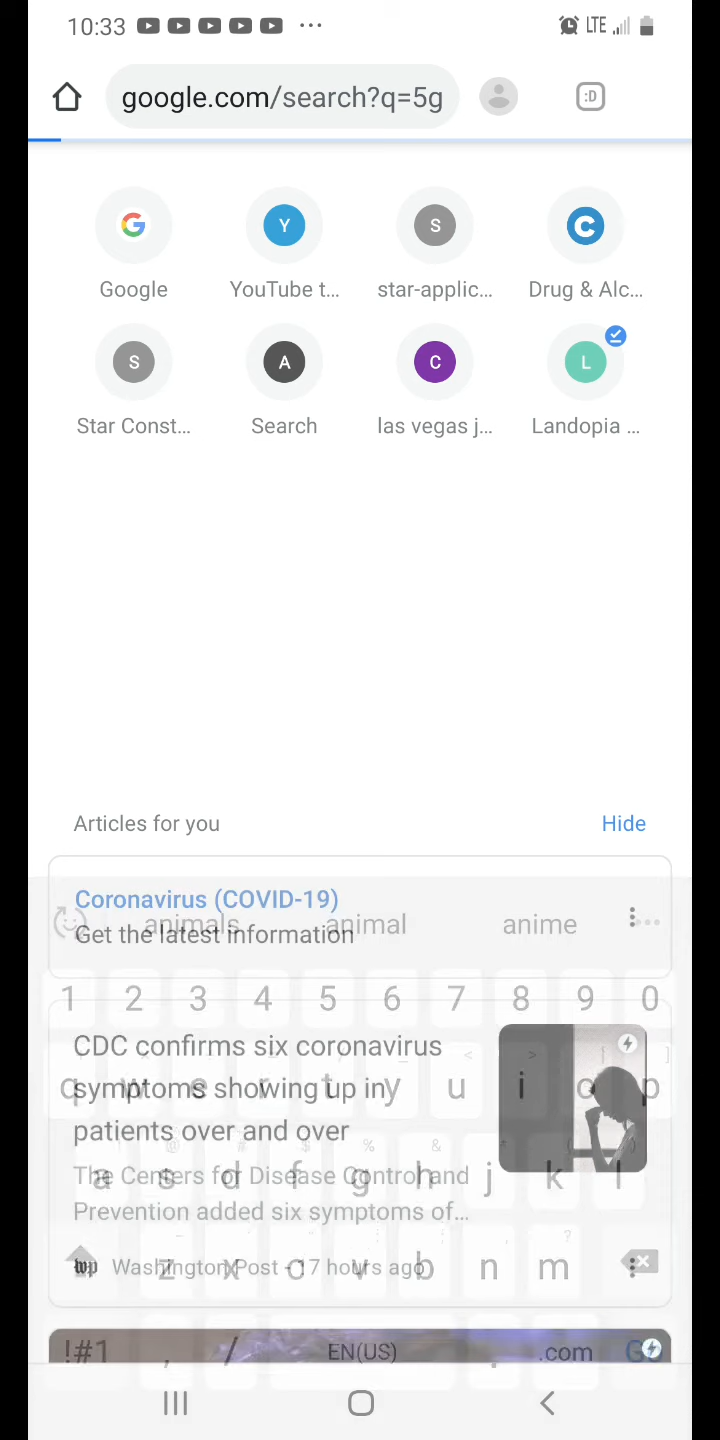 10:33
LTE
google.com/search?q=5g
:D
G Y S C
Google YouTube t... star-applic... Drug & Alc...
S A C L
Star Const... Search las vegas j... Landopia ...
Articles for you Hide
Coronavirus (COVID-19)
animals animal anime
Get the latest information
1 2 3 4 5 6 7 8 9 0
CDC confirms six coronavirus
q w e r t y u i o p
symptoms showing up in
patients over and over
a s d f g h j k l
The Centers for Disease Control and
Prevention added six symptoms of...
z x c v b n m
wp Washington Post - 17 hours ago
!#1 , / EN(US) . .com Go